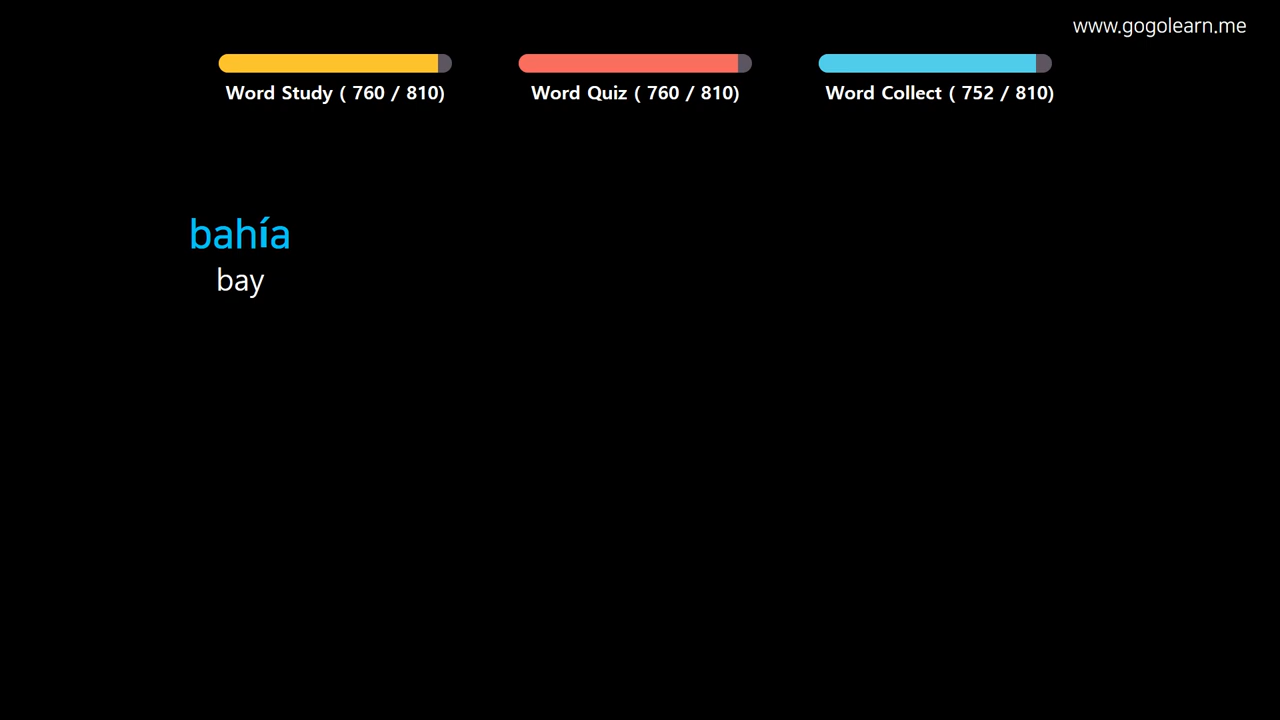 www.gogolearn.me
Word Study ( 760 / 810)
Word Quiz ( 760 / 810)
Word Collect ( 752 / 810)
bahía
bay